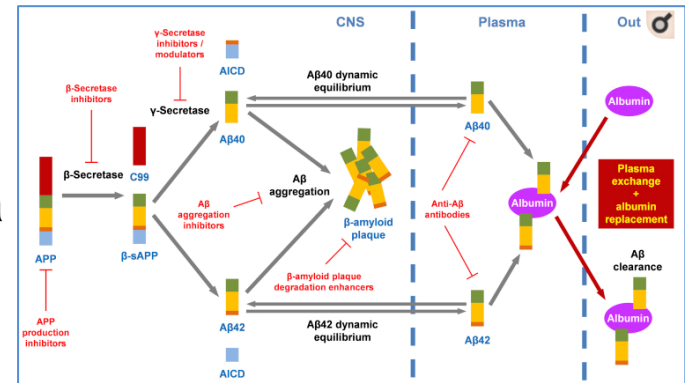 CNS
Plasma
Out
γ-Secretase
inhibitors /
modulators
AICD
β-Secretase
inhibitors
γ-Secretase
Aβ40
Aβ40 dynamic
equilibrium
Aβ40
Albumin
β-Secretase
C99
Aβ
aggregation
Aβ
aggregation
inhibitors
β-amyloid
plaque
Anti-Aβ
antibodies
Albumin
Plasma
exchange
+
albumin
replacement
APP
β-sAPP
β-amyloid plaque
degradation enhancers
Aβ
clearance
APP
production
inhibitors
Aβ42
Aβ42 dynamic
equilibrium
Aβ42
Albumin
AICD